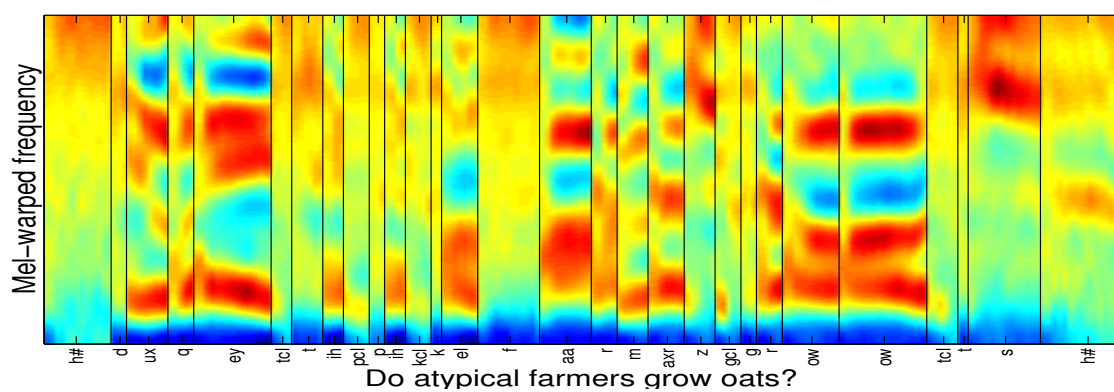 Mel−warped frequency
h# d ux q ey tcl t ih pcl p ih kcl k el f aa r m axr z gcl g r ow ow tcl t s h#
Do atypical farmers grow oats?